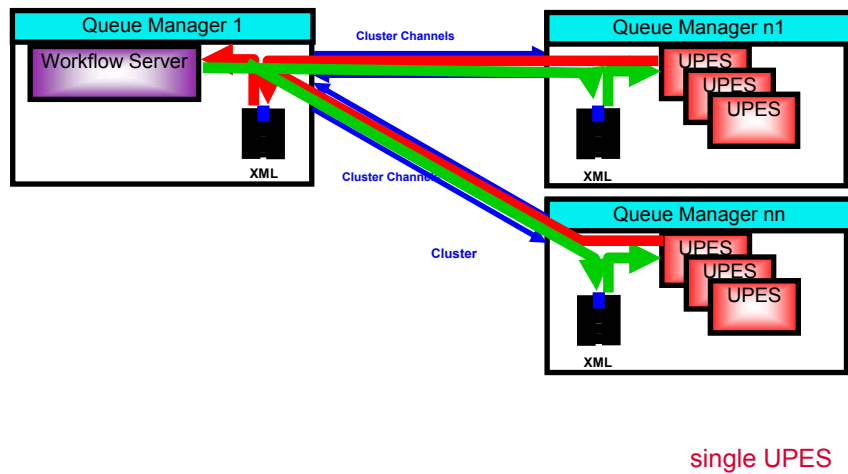 Queue Manager 1
Workflow Server
XML
Cluster Channels
Queue Manager n1
UPES
UPES
UPES
XML
Cluster Channel
Queue Manager nn
UPES
UPES
UPES
XML
Cluster
single UPES